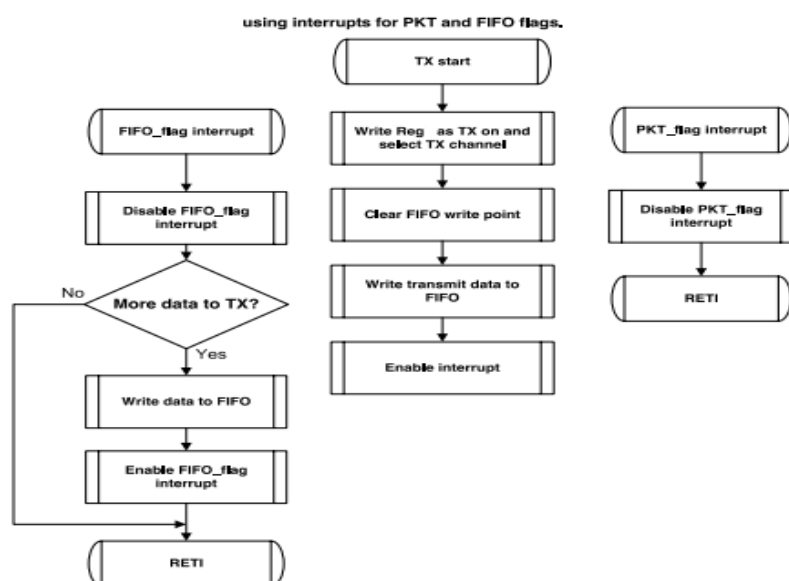 using interrupts for PKT and FIFO flags.
FIFO_flag interrupt
Disable FIFO_flag
interrupt
No
More data to TX?
Yes
Write data to FIFO
Enable FIFO_flag
interrupt
RETI
TX start
Write Reg as TX on and
select TX channel
Clear FIFO write point
Write transmit data to
FIFO
Enable interrupt
PKT_flag interrupt
Disable PKT_flag
interrupt
RETI